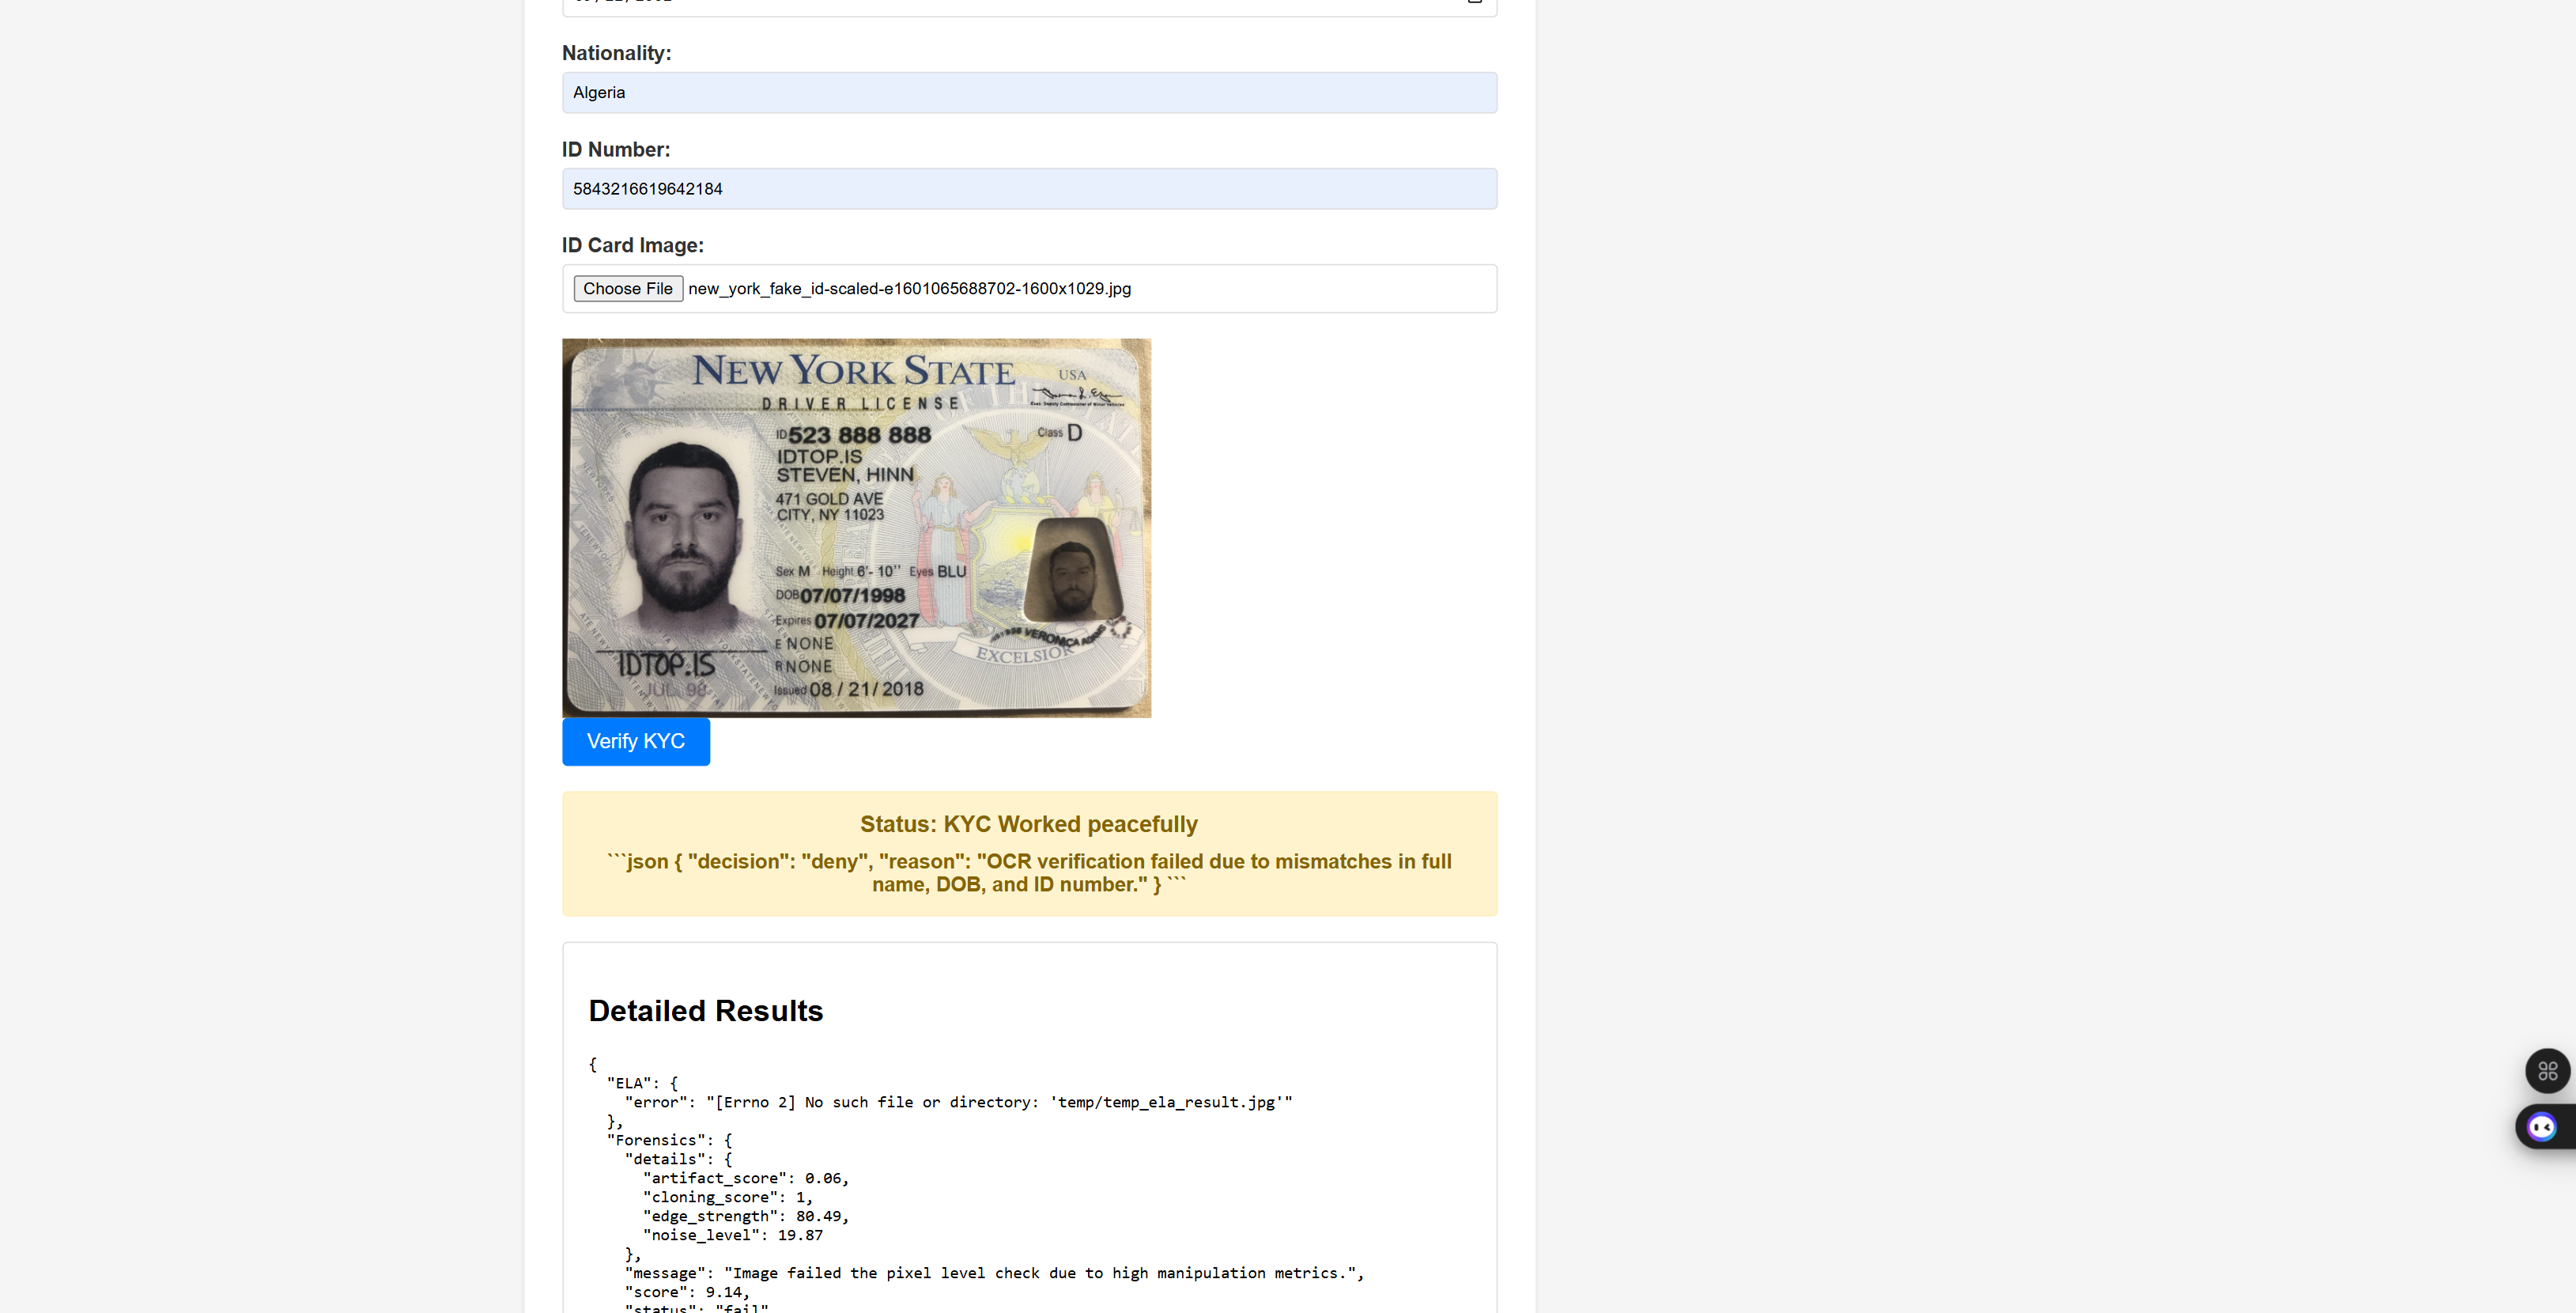 Nationality:
Algeria
ID Number:
5843216619642184
ID Card Image:
Choose File new_york_fake_id-scaled-e1601065688702-1600x1029.jpg
NEW YORK STATE
USA
DRIVER LICENSE
ID 523 888 888
Class D
IDTOP.IS
STEVEN, HINN
471 GOLD AVE
CITY, NY 11023
Sex M Height 6'- 10'' Eyes BLU
DOB 07/07/1998
Expires 07/07/2027
E NONE
VERONICA
EXCELSIOR
IDTOP.IS
R NONE
JUL 98
Issued 08 / 21 / 2018
Verify KYC
Status: KYC Worked peacefully
```json { "decision": "deny", "reason": "OCR verification failed due to mismatches in full
name, DOB, and ID number." } ```
Detailed Results
{
"ELA": {
"error": "[Errno 2] No such file or directory: 'temp/temp_ela_result.jpg'"
},
"Forensics": {
"details": {
"artifact_score": 0.06,
"cloning_score": 1,
"edge_strength": 80.49,
"noise_level": 19.87
},
"message": "Image failed the pixel level check due to high manipulation metrics.",
"score": 9.14,
"status": "fail"